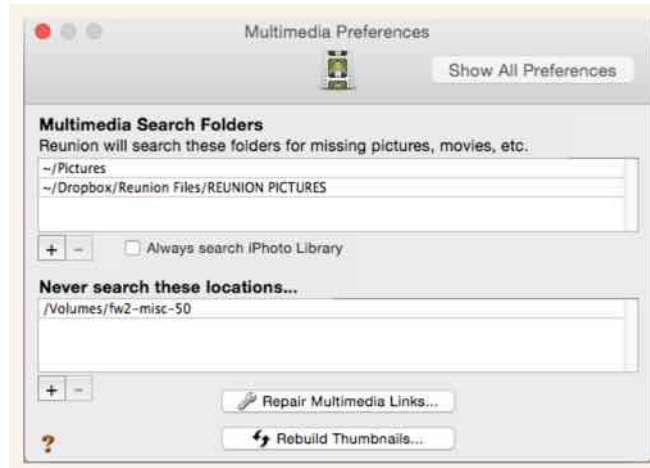 Multimedia Preferences
Show All Preferences
Multimedia Search Folders
Reunion will search these folders for missing pictures, movies, etc.
~/Pictures
~/Dropbox/Reunion Files/REUNION PICTURES
+ − Always search iPhoto Library
Never search these locations...
/Volumes/fw2-misc-50
+ −
Repair Multimedia Links...
? Rebuild Thumbnails...